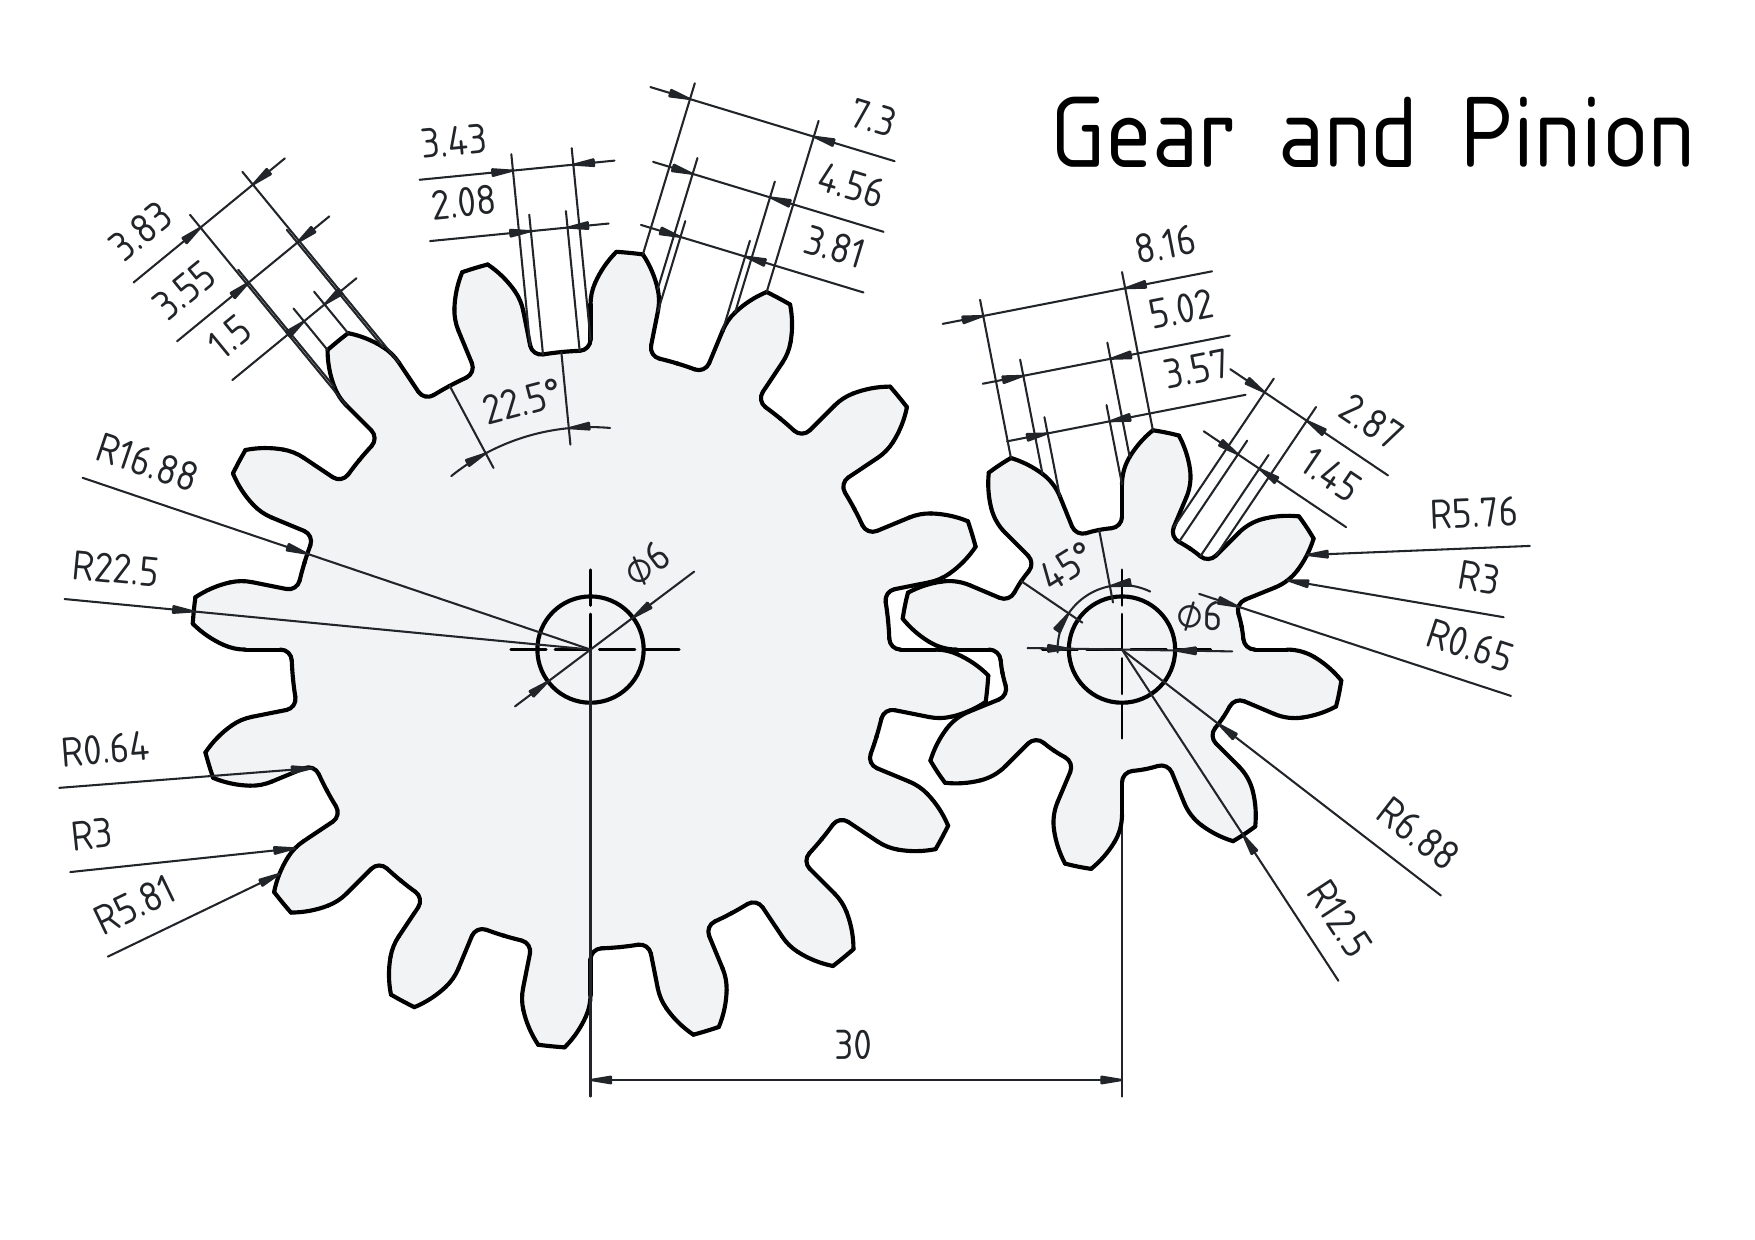 Gear and Pinion
7.3
4.56
3.81
3.43
2.08
3.83
3.55
1.5
22.5°
R16.88
R22.5
Φ6
R0.64
R3
R5.81
8.16
5.02
3.57
2.87
1.45
45°
Φ6
R5.76
R3
R0.65
R6.88
R12.5
30